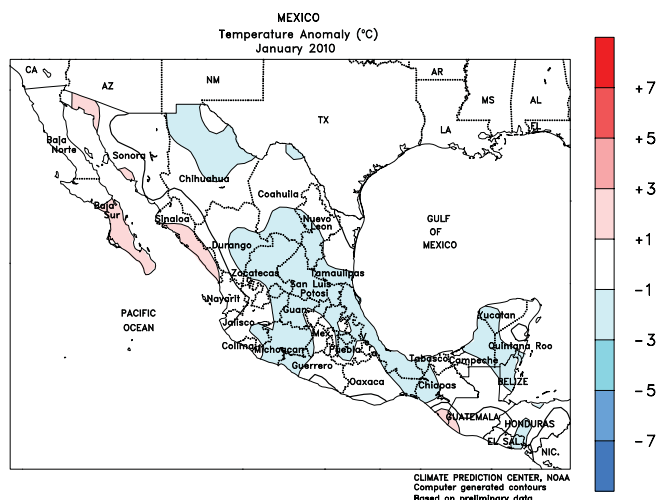 MEXICO
Temperature Anomaly (°C)
January 2010
CA
AZ
NM
AR
MS
AL
TX
LA
FL
Baja
Norte
Sonora
Chihuahua
Coahuila
Baja
Sur
Sinaloa
Nuevo
Leon
Durango
GULF
OF
MEXICO
Zacatecas
Tamaulipas
San Luis
Potosi
Nayarit
PACIFIC
OCEAN
Guan
Jalisco
Mex
Yucatan
Colima
Michoacan
Puebla
Quintana Roo
Guerrero
Tabasco
Campeche
Oaxaca
Chiapas
BELIZE
GUATEMALA
HONDURAS
EL SAL
NIC.
+7
+5
+3
+1
-1
-3
-5
-7
CLIMATE PREDICTION CENTER, NOAA
Computer generated contours
Based on preliminary data